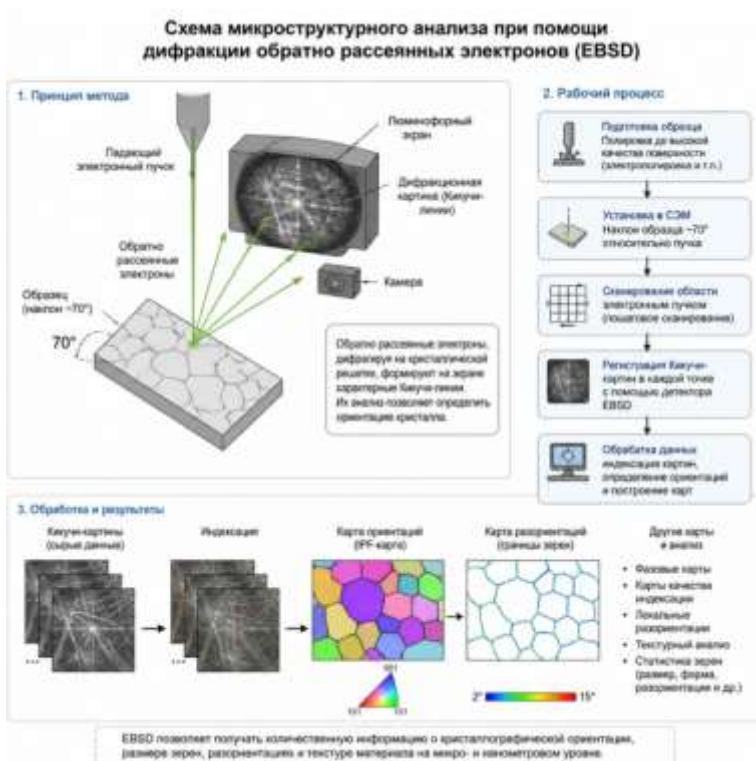 Схема микроструктурного анализа при помощи
дифракции обратно рассеянных электронов (EBSD)
1. Принцип метода
Падающий
электронный пучок
Люминофорный
экран
Дифракционная
картина (Кикучи-
линии)
Обратно
рассеянные
электроны
Камера
Образец
(наклон ~70°)
70°
Обратно рассеянные электроны,
дифрагируя на кристаллической
решетке, формируют на экране
характерные Кикучи-линии.
Их анализ позволяет определить
ориентацию кристалла.
2. Рабочий процесс
Подготовка образца
Полировка до высокой
качества поверхности
(электрополировка и т.п.)
Установка в СЭМ
Наклон образца ~70°
относительно пучка
Сканирование области
электронным пучком
(пошаговое сканирование)
Регистрация Кикучи-
картин в каждой точке
с помощью детектора
EBSD
Обработка данных
индексация картин,
определение ориентаций
и построение карт
3. Обработка и результаты
Кикучи-картины
(сырые данные)
Индексация
Карта ориентаций
(IPF-карта)
001
101
Карта разориентаций
(границы зерен)
2°
15°
Другие карты
и анализ
• Фазовые карты
• Карты качества
индексации
• Локальные
разориентации
• Текстурный анализ
• Статистика зерен
(размер, форма,
разориентация и др.)
EBSD позволяет получать количественную информацию о кристаллографической ориентации,
размере зерен, разориентациях и текстуре материала на микро- и нанометровом уровне.